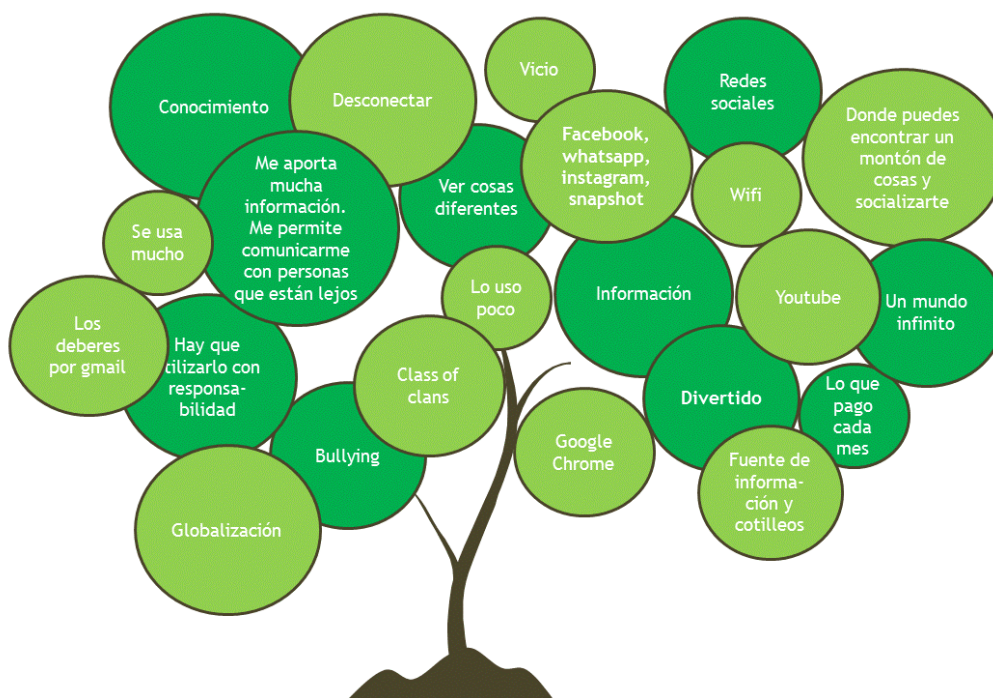 Conocimiento
Desconectar
Vicio
Redes
sociales
Donde puedes
encontrar un
montón de
cosas y
socializarte
Facebook,
whatsapp,
instagram,
snapshot
Wifi
Me aporta
mucha
información.
Me permite
comunicarme
con personas
que están lejos
Ver cosas
diferentes
Se usa
mucho
Lo uso
poco
Información
Youtube
Un mundo
infinito
Los
deberes
por gmail
Hay que
tilizarlo con
responsa-
bilidad
Class of
clans
Divertido
Lo que
pago
cada
mes
Bullying
Google
Chrome
Fuente de
informa-
ción y
cotilleos
Globalización